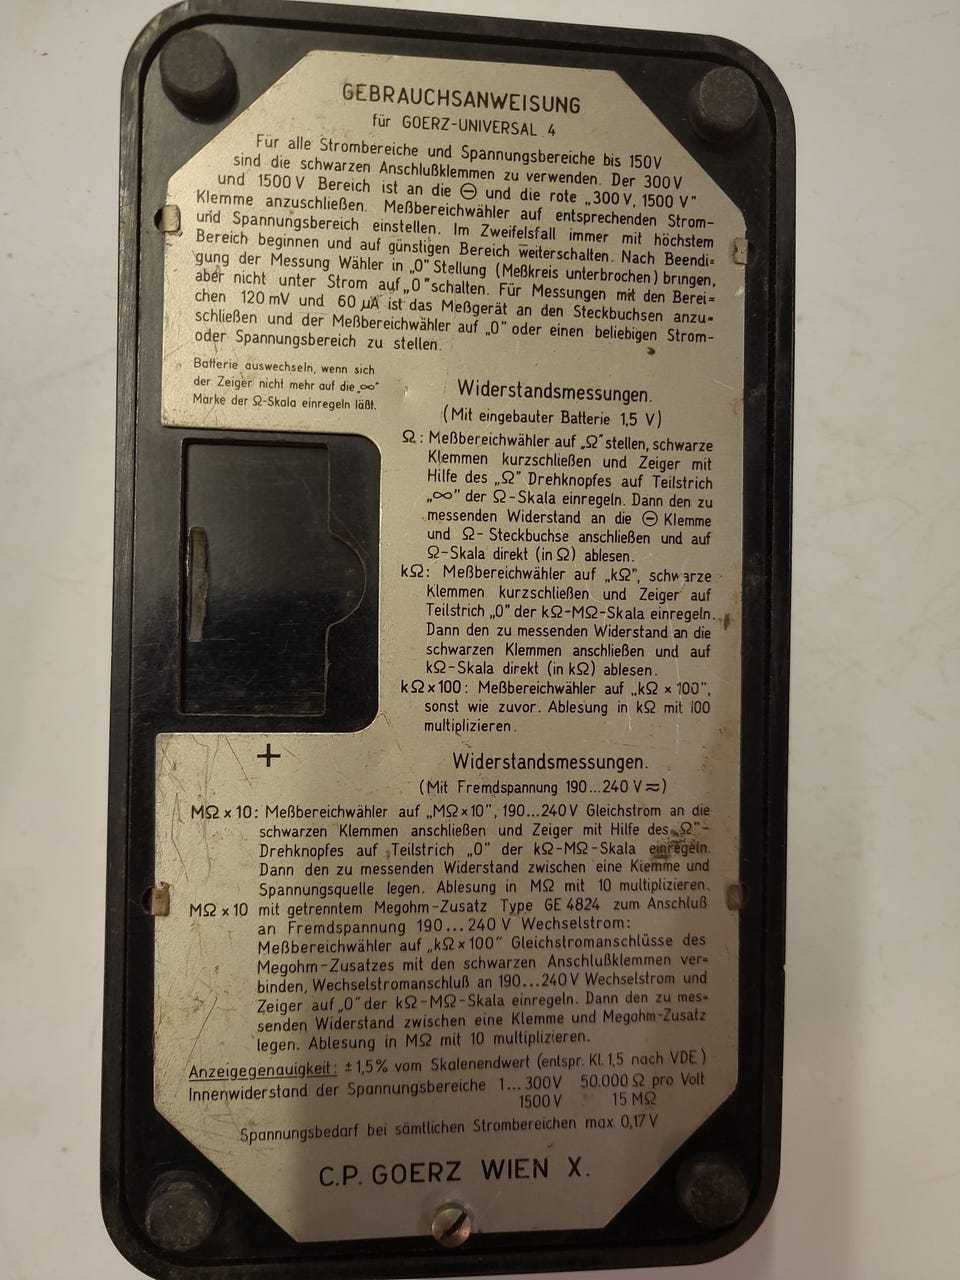 GEBRAUCHSANWEISUNG
für GOERZ-UNIVERSAL 4
Für alle Strombereiche und Spannungsbereiche bis 150V
sind die schwarzen Anschlußklemmen zu verwenden. Der 300V
und 1500V Bereich ist an die ⊖ und die rote „300V, 1500V"
Klemme anzuschließen. Meßbereichwähler auf entsprechenden Strom-
und Spannungsbereich einstellen. Im Zweifelsfall immer mit höchstem
Bereich beginnen und auf günstigen Bereich weiterschalten. Nach Beendi=
gung der Messung Wähler in „0" Stellung (Meßkreis unterbrochen) bringen,
aber nicht unter Strom auf „0" schalten. Für Messungen mit den Berei=
chen 120mV und 60 µA ist das Meßgerät an den Steckbuchsen anzu=
schließen und der Meßbereichwähler auf „0" oder einen beliebigen Strom-
oder Spannungsbereich zu stellen.
Batterie auswechseln, wenn sich
der Zeiger nicht mehr auf die „∞"
Marke der Ω-Skala einregeln läßt.
Widerstandsmessungen.
(Mit eingebauter Batterie 1,5 V)
Ω: Meßbereichwähler auf „Ω" stellen, schwarze
Klemmen kurzschließen und Zeiger mit
Hilfe des „Ω" Drehknopfes auf Teilstrich
„∞" der Ω-Skala einregeln. Dann den zu
messenden Widerstand an die ⊖ Klemme
und Ω-Steckbuchse anschließen und auf
Ω-Skala direkt (in Ω) ablesen.
kΩ: Meßbereichwähler auf „kΩ", schwarze
Klemmen kurzschließen und Zeiger auf
Teilstrich „0" der kΩ-MΩ-Skala einregeln.
Dann den zu messenden Widerstand an die
schwarzen Klemmen anschließen und auf
kΩ-Skala direkt (in kΩ) ablesen.
kΩx100: Meßbereichwähler auf „kΩ x 100",
sonst wie zuvor. Ablesung in kΩ mit 100
multiplizieren.
+
Widerstandsmessungen.
(Mit Fremdspannung 190...240 V≂)
MΩ x 10: Meßbereichwähler auf „MΩx10", 190...240V Gleichstrom an die
schwarzen Klemmen anschließen und Zeiger mit Hilfe des „Ω"-
Drehknopfes auf Teilstrich „0" der kΩ-MΩ-Skala einregeln.
Dann den zu messenden Widerstand zwischen eine Klemme und
Spannungsquelle legen. Ablesung in MΩ mit 10 multiplizieren.
MΩ x 10 mit getrenntem Megohm-Zusatz Type GE 4824 zum Anschluß
an Fremdspannung 190...240 V Wechselstrom:
Meßbereichwähler auf „kΩx100" Gleichstromanschlüsse des
Megohm-Zusatzes mit den schwarzen Anschlußklemmen ver=
binden, Wechselstromanschluß an 190...240V Wechselstrom und
Zeiger auf „0" der kΩ-MΩ-Skala einregeln. Dann den zu mes=
senden Widerstand zwischen eine Klemme und Megohm-Zusatz
legen. Ablesung in MΩ mit 10 multiplizieren.
Anzeigegenauigkeit: ±1,5% vom Skalenendwert (entspr. Kl. 1,5 nach VDE)
Innenwiderstand der Spannungsbereiche 1...300V 50.000 Ω pro Volt
1500V 15 MΩ
Spannungsbedarf bei sämtlichen Strombereichen max. 0,17V
C.P. GOERZ WIEN X.